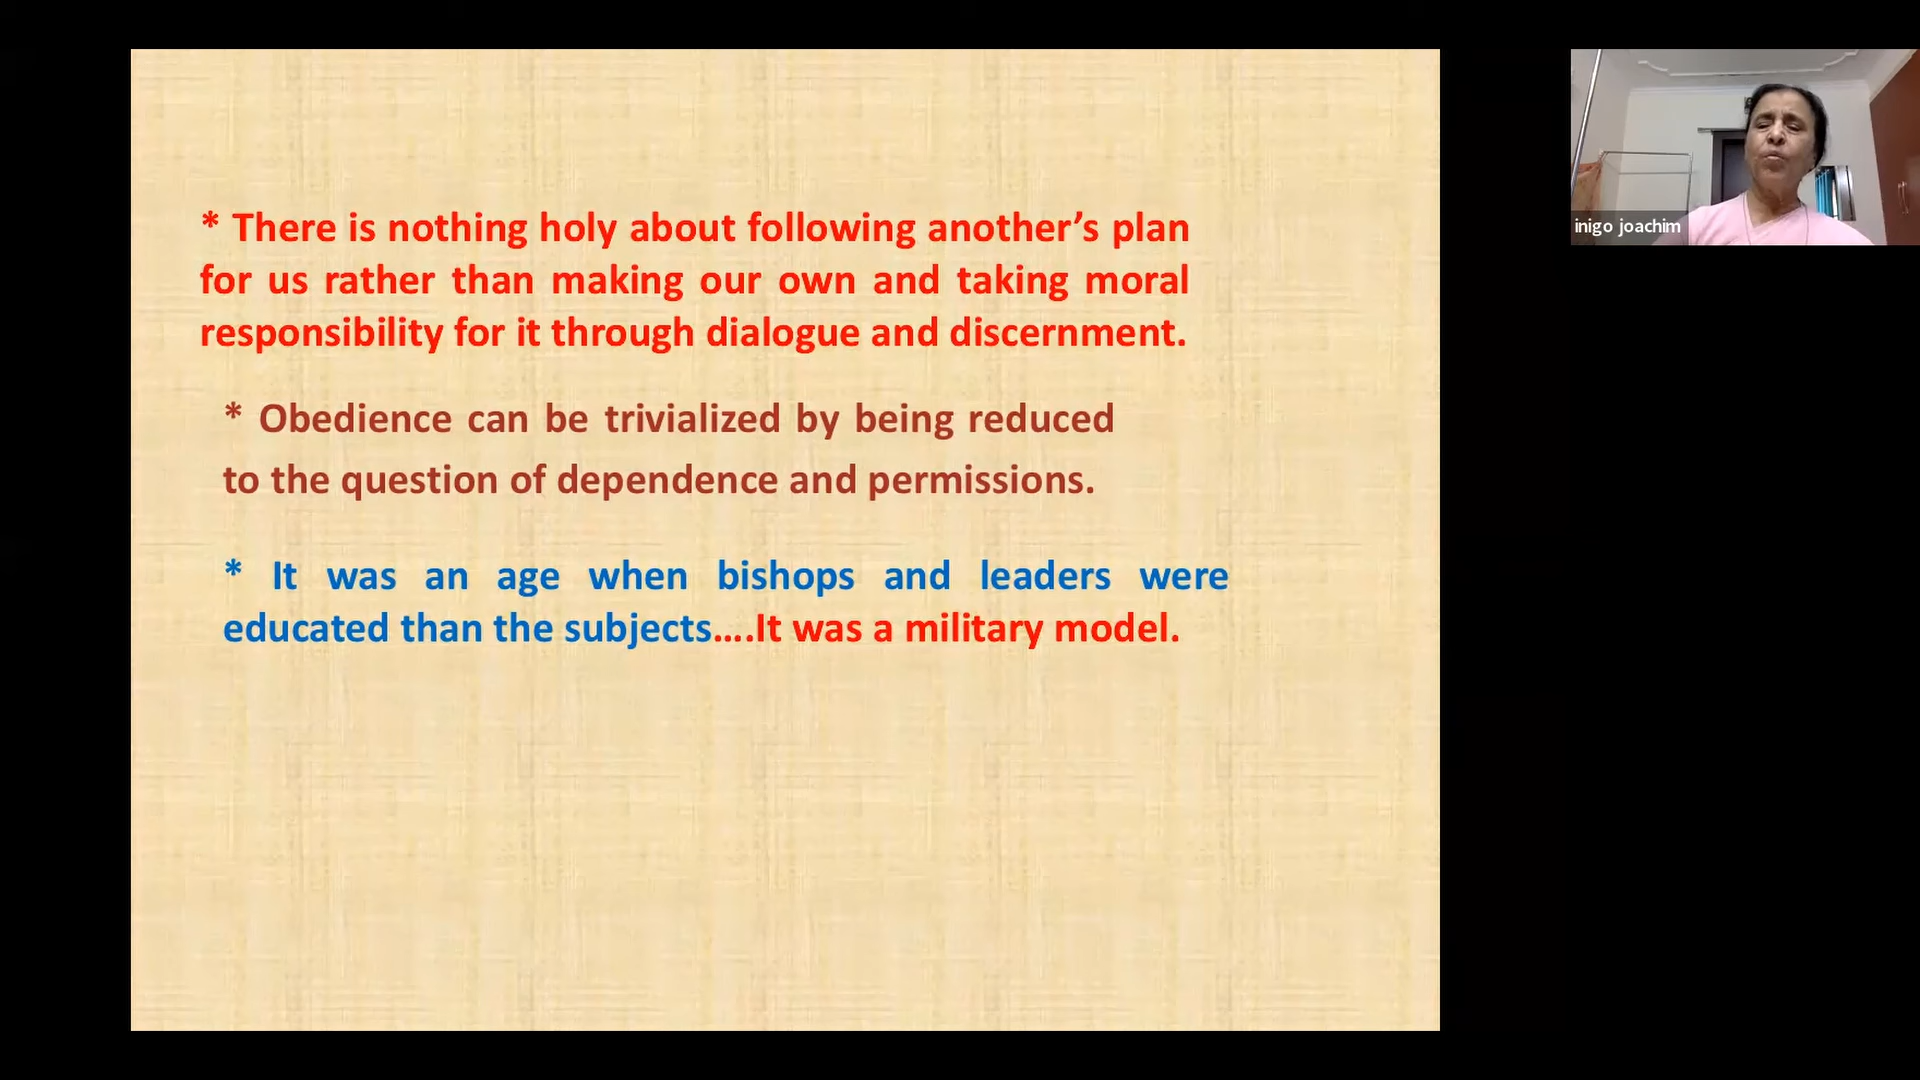 * There is nothing holy about following another’s plan
for us rather than making our own and taking moral
responsibility for it through dialogue and discernment.
* Obedience can be trivialized by being reduced
to the question of dependence and permissions.
* It was an age when bishops and leaders were
educated than the subjects….It was a military model.
inigo joachim